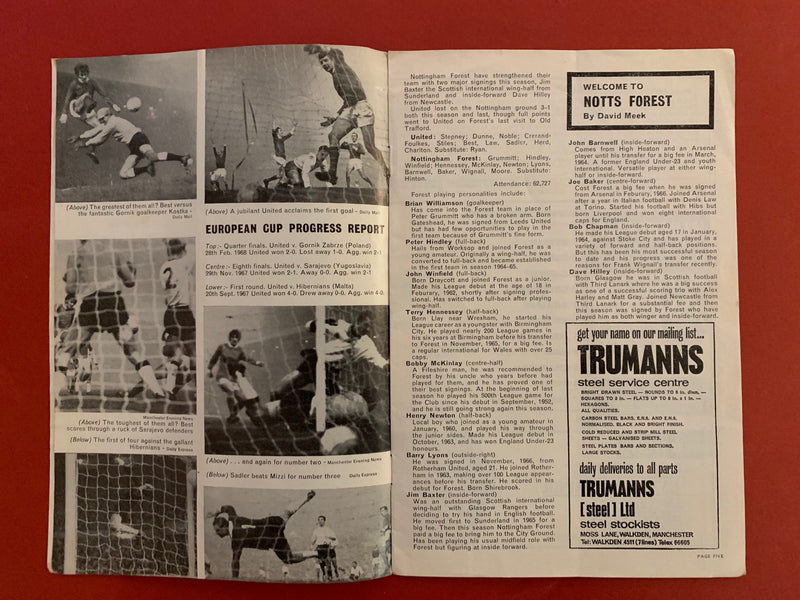 (Above) The greatest of them all? Best versus
the fantastic Gornik goalkeeper Kostka -
Daily Mail
(Above) A jubilant United acclaims the first goal - Daily Mail
EUROPEAN CUP PROGRESS REPORT
Top:- Quarter finals. United v. Gornik Zabrze (Poland)
28th Feb. 1968 United won 2-0. Lost away 1-0. Agg. win 2-1
Centre:- Eighth finals. United v. Sarajevo (Yugoslavia)
29th Nov. 1967 United won 2-1. Away 0-0. Agg. win 2-1
Lower:- First round. United v. Hibernians (Malta)
20th Sept. 1967 United won 4-0. Drew away 0-0. Agg. win 4-0.
Manchester Evening News
(Above) The toughest of them all? Best
scores through a ruck of Sarajevo defenders
(Below) The first of four against the gallant
Hibernians - Daily Express
(Above) . . . and again for number two - Manchester Evening News
(Below) Sadler beats Mizzi for number three Daily Express
Nottingham Forest have strengthened their
team with two major signings this season, Jim
Baxter the Scottish international wing-half from
Sunderland and inside-forward Dave Hilley
from Newcastle.
United lost on the Nottingham ground 3-1
both this season and last, though full points
went to United on Forest's last visit to Old
Trafford.
United: Stepney; Dunne, Noble; Crerand,
Foulkes, Stiles; Best, Law, Sadler, Herd,
Charlton. Substitute: Ryan.
Nottingham Forest: Grummitt; Hindley,
Winfield; Hennessey, McKinlay, Newton; Lyons,
Barnwell, Baker, Wignall, Moore. Substitute:
Hinton.
Attendance: 62,727
Forest playing personalities include:
Brian Williamson (goalkeeper)
Has come into the Forest team in place of
Peter Grummitt who has a broken arm. Born
Gateshead, he was signed from Leeds United
but has had few opportunities to play in the
first team because of Grummitt's fine form.
Peter Hindley (full-back)
Hails from Worksop and joined Forest as a
young amateur. Originally a wing-half, he was
converted to full-back and became established
in the first team in season 1964-65.
John Winfield (full-back)
Born Draycott and joined Forest as a junior.
Made his League debut at the age of 18 in
Feburary, 1962, shortly after signing profes-
sional. Has switched to full-back after playing
wing-half.
Terry Hennessey (half-back)
Born Llay near Wrexham, he started his
League career as a youngster with Birmingham
City. He played nearly 200 League games in
his six years at Birmingham before his transfer
to Forest in November, 1965, for a big fee. Is
a regular international for Wales with over 25
caps.
Bobby McKinlay (centre-half)
A Fifeshire man, he was recommended to
Forest by his uncle who years before had
played for them, and he has proved one of
their best signings. At the beginning of last
season he played his 500th League game for
the Club since his debut in September, 1952,
and he is still going strong again this season.
Henry Newton (half-back)
Local boy who joined as a young amateur in
January, 1960, and played his way through
the junior sides. Made his League debut in
October, 1963, and has won England Under-23
honours.
Barry Lyons (outside-right)
He was signed in November, 1966, from
Rotherham United, aged 21. He joined Rother-
ham in 1963, making over 100 League appear-
ances before his transfer. He scored in his
debut for Forest. Born Shirebrook.
Jim Baxter (inside-forward)
Was an outstanding Scottish international
wing-half with Glasgow Rangers before
deciding to try his hand in English football.
He moved first to Sunderland in 1965 for a
big fee. Then this season Nottingham Forest
paid a big fee to bring him to the City Ground.
Has been playing his usual midfield role with
Forest but figuring at inside forward.
WELCOME TO
NOTTS FOREST
By David Meek
John Barnwell (inside-forward)
Comes from High Heaton and an Arsenal
player until his transfer for a big fee in March,
1964. A former England Under-23 and youth
international. Versatile player at either wing-
half or inside-forward.
Joe Baker (centre-forward)
Cost Forest a big fee when he was signed
from Arsenal in Feburary, 1966. Joined Arsenal
after a year in Italian football with Denis Law
at Torino. Started his football with Hibs but
born Liverpool and won eight international
caps for England.
Bob Chapman (inside-forward)
He made his League debut aged 17 in January,
1964, against Stoke City and has played in a
variety of forward and half-back positions.
But this has been his most successful season
to date and his progress was one of the
reasons for Frank Wignall's transfer recently.
Dave Hilley (inside-forward)
Born Glasgow he was in Scottish football
with Third Lanark where he was a big success
as one of a successful scoring trio with Alex
Harley and Matt Gray. Joined Newcastle from
Third Lanark for a substantial fee and then
this season was signed by Forest who have
played him as both winger and inside-forward.
get your name on our mailing list...
TRUMANNS
steel service centre
BRIGHT DRAWN STEEL — ROUNDS TO 6 in. diam. —
SQUARES TO 3 in. — FLATS UP TO 8 in. x 1 in. —
HEXAGONS.
ALL QUALITIES.
CARBON STEEL BARS. E.N.8. AND E.N.9.
NORMALISED. BLACK AND BRIGHT FINISH.
COLD REDUCED AND STRIP MILL STEEL
SHEETS — GALVANISED SHEETS.
STEEL PLATES BARS AND SECTIONS,
LARGE STOCKS.
daily deliveries to all parts
TRUMANNS
[steel] Ltd
steel stockists
MOSS LANE, WALKDEN, MANCHESTER
Tel: WALKDEN 4511 (7lines) Telex 66605
PAGE FIVE